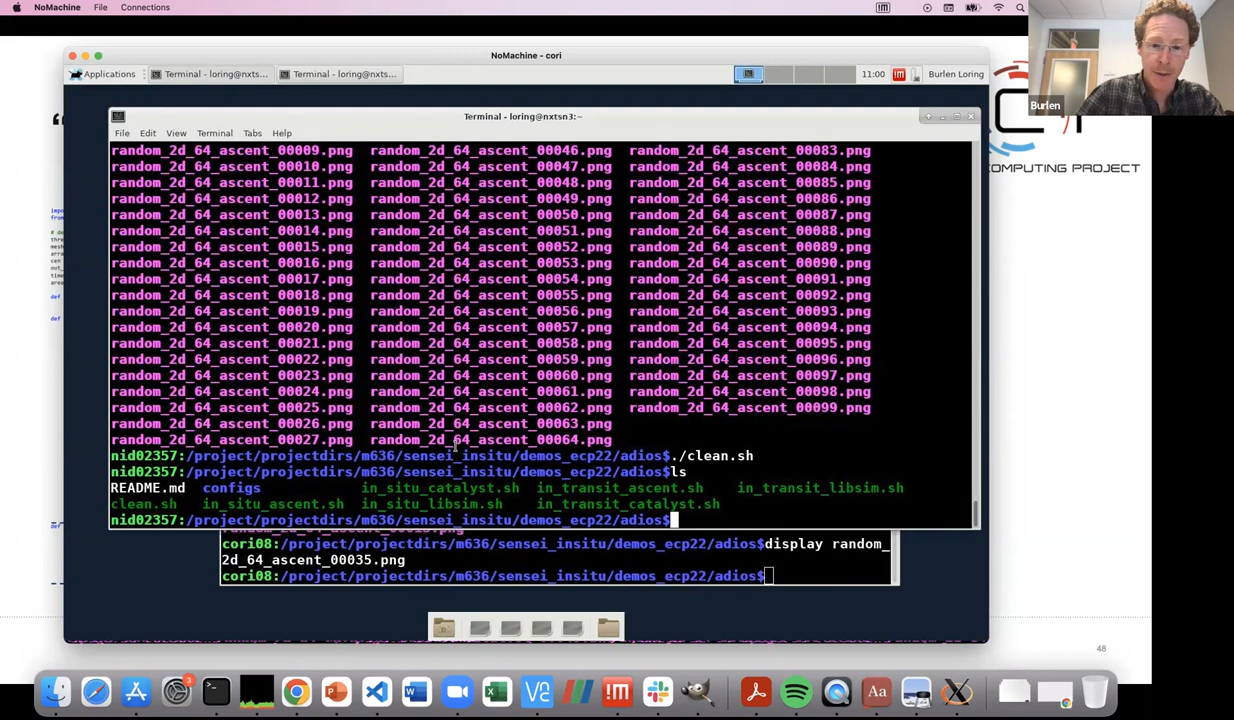 NoMachine File Connections
NoMachine - cori
Applications Terminal - loring@nxts... Terminal - loring@nxts... 11:00 Burlen Loring
Burlen
Terminal - loring@nxtsn3:~
File Edit View Terminal Tabs Help
COMPUTING PROJECT
random_2d_64_ascent_00009.png random_2d_64_ascent_00046.png random_2d_64_ascent_00083.png
random_2d_64_ascent_00010.png random_2d_64_ascent_00047.png random_2d_64_ascent_00084.png
random_2d_64_ascent_00011.png random_2d_64_ascent_00048.png random_2d_64_ascent_00085.png
random_2d_64_ascent_00012.png random_2d_64_ascent_00049.png random_2d_64_ascent_00086.png
random_2d_64_ascent_00013.png random_2d_64_ascent_00050.png random_2d_64_ascent_00087.png
random_2d_64_ascent_00014.png random_2d_64_ascent_00051.png random_2d_64_ascent_00088.png
random_2d_64_ascent_00015.png random_2d_64_ascent_00052.png random_2d_64_ascent_00089.png
random_2d_64_ascent_00016.png random_2d_64_ascent_00053.png random_2d_64_ascent_00090.png
random_2d_64_ascent_00017.png random_2d_64_ascent_00054.png random_2d_64_ascent_00091.png
random_2d_64_ascent_00018.png random_2d_64_ascent_00055.png random_2d_64_ascent_00092.png
random_2d_64_ascent_00019.png random_2d_64_ascent_00056.png random_2d_64_ascent_00093.png
random_2d_64_ascent_00020.png random_2d_64_ascent_00057.png random_2d_64_ascent_00094.png
random_2d_64_ascent_00021.png random_2d_64_ascent_00058.png random_2d_64_ascent_00095.png
random_2d_64_ascent_00022.png random_2d_64_ascent_00059.png random_2d_64_ascent_00096.png
random_2d_64_ascent_00023.png random_2d_64_ascent_00060.png random_2d_64_ascent_00097.png
random_2d_64_ascent_00024.png random_2d_64_ascent_00061.png random_2d_64_ascent_00098.png
random_2d_64_ascent_00025.png random_2d_64_ascent_00062.png random_2d_64_ascent_00099.png
random_2d_64_ascent_00026.png random_2d_64_ascent_00063.png
random_2d_64_ascent_00027.png random_2d_64_ascent_00064.png
nid02357:/project/projectdirs/m636/sensei_insitu/demos_ecp22/adios$./clean.sh
nid02357:/project/projectdirs/m636/sensei_insitu/demos_ecp22/adios$ls
README.md configs in_situ_catalyst.sh in_transit_ascent.sh in_transit_libsim.sh
clean.sh in_situ_ascent.sh in_situ_libsim.sh in_transit_catalyst.sh
nid02357:/project/projectdirs/m636/sensei_insitu/demos_ecp22/adios$
cori08:/project/projectdirs/m636/sensei_insitu/demos_ecp22/adios$display random_
2d_64_ascent_00035.png
cori08:/project/projectdirs/m636/sensei_insitu/demos_ecp22/adios$
48